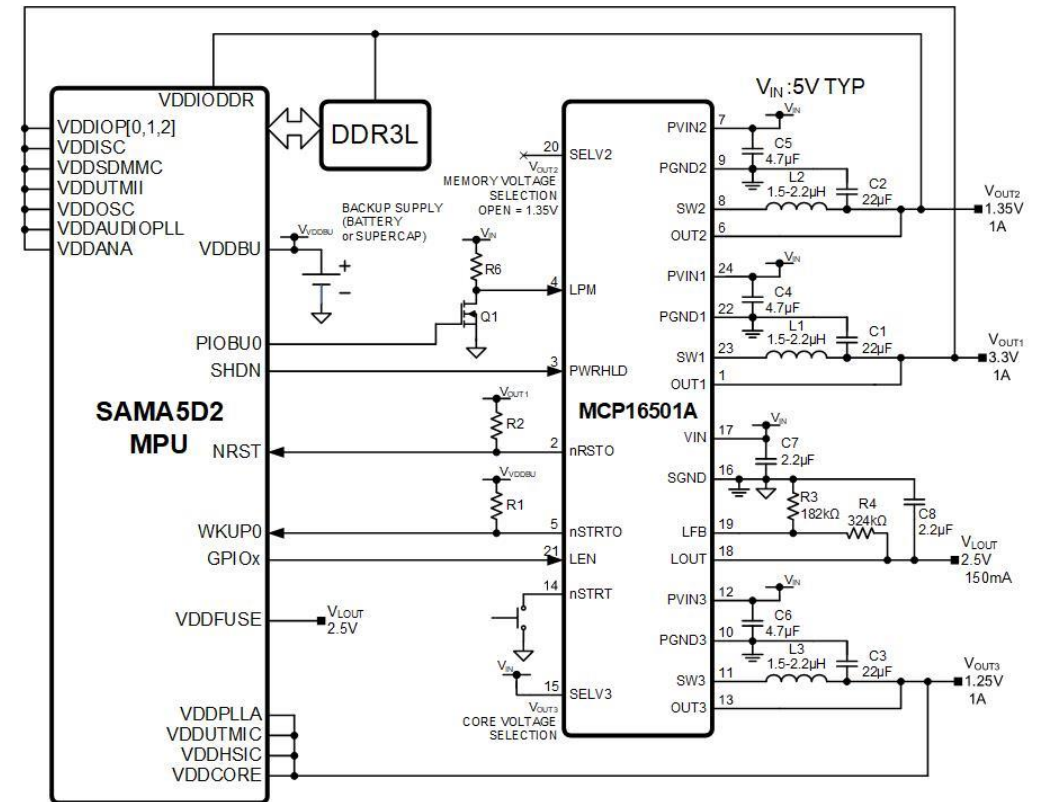 VDDIODDR
DDR3L
VDDIOP[0,1,2]
VDDISC
VDDSDMMC
VDDUTMII
VDDOSC
VDDAUDIOPLL
VDDANA
VDDBU
VVDDBU
BACKUP SUPPLY
(BATTERY
or SUPERCAP)
+
−
PIOBU0
SHDN
SAMA5D2
MPU
NRST
WKUP0
GPIOx
VDDFUSE
VLOUT
2.5V
VDDPLLA
VDDUTMIC
VDDHSIC
VDDCORE
20 SELV2
VOUT2
MEMORY VOLTAGE
SELECTION
OPEN = 1.35V
VIN
R6
4 LPM
Q1
3 PWRHLD
VOUT1
R2
2 nRSTO
VVDDBU
R1
5 nSTRTO
21 LEN
14 nSTRT
VIN
15 SELV3
VOUT3
CORE VOLTAGE
SELECTION
MCP16501A
VIN :5V TYP
PVIN2 7
VIN
C5
4.7µF
PGND2 9
L2
1.5-2.2µH
C2
22µF
SW2 8
OUT2 6
VOUT2
1.35V
1A
PVIN1 24
VIN
C4
4.7µF
PGND1 22
L1
1.5-2.2µH
C1
22µF
SW1 23
OUT1 1
VOUT1
3.3V
1A
VIN 17
VIN
C7
2.2µF
SGND 16
R3
182kΩ
R4
324kΩ
C8
2.2µF
LFB 19
LOUT 18
VLOUT
2.5V
150mA
PVIN3 12
VIN
C6
4.7µF
PGND3 10
L3
1.5-2.2µH
C3
22µF
SW3 11
OUT3 13
VOUT3
1.25V
1A